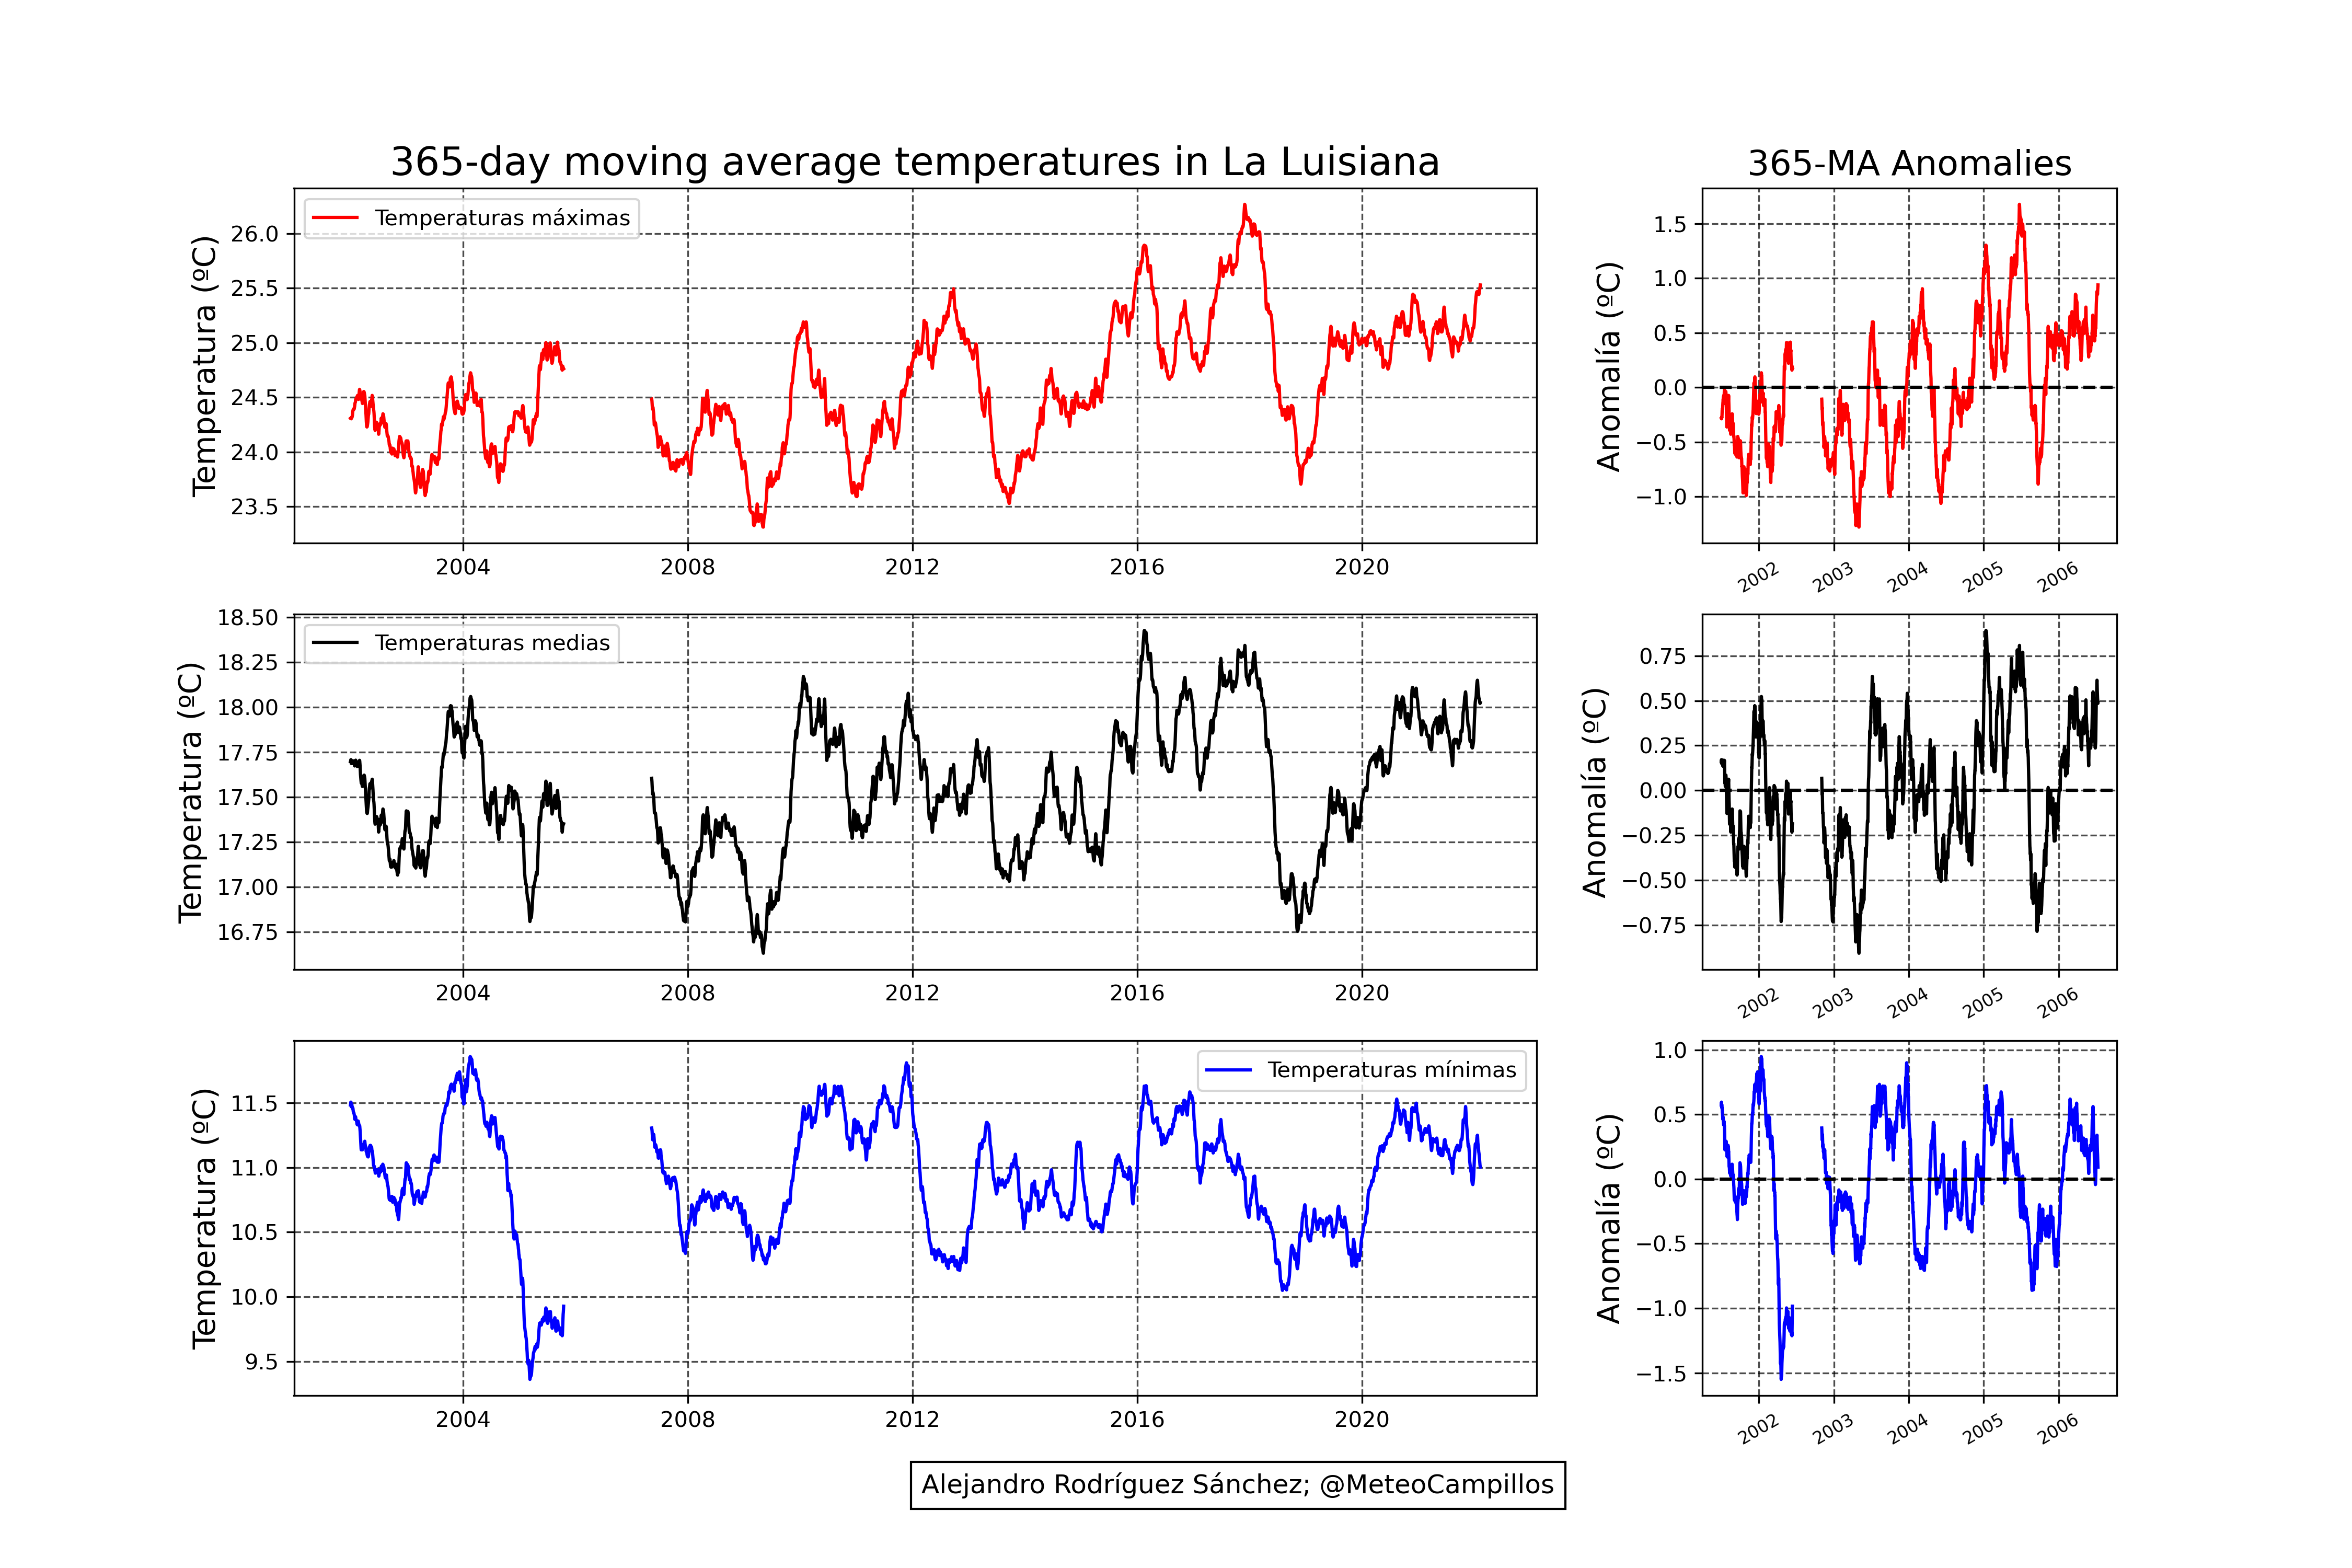 365-day moving average temperatures in La Luisiana
Temperatura (ºC)
26.0
25.5
25.0
24.5
24.0
23.5
Temperaturas máximas
2004 2008 2012 2016 2020
365-MA Anomalies
Anomalía (ºC)
1.5
1.0
0.5
0.0
−0.5
−1.0
2002 2003 2004 2005 2006
Temperatura (ºC)
18.50
18.25
18.00
17.75
17.50
17.25
17.00
16.75
Temperaturas medias
2004 2008 2012 2016 2020
Anomalía (ºC)
0.75
0.50
0.25
0.00
−0.25
−0.50
−0.75
2002 2003 2004 2005 2006
Temperatura (ºC)
11.5
11.0
10.5
10.0
9.5
Temperaturas mínimas
2004 2008 2012 2016 2020
Anomalía (ºC)
1.0
0.5
0.0
−0.5
−1.0
−1.5
2002 2003 2004 2005 2006
Alejandro Rodríguez Sánchez; @MeteoCampillos